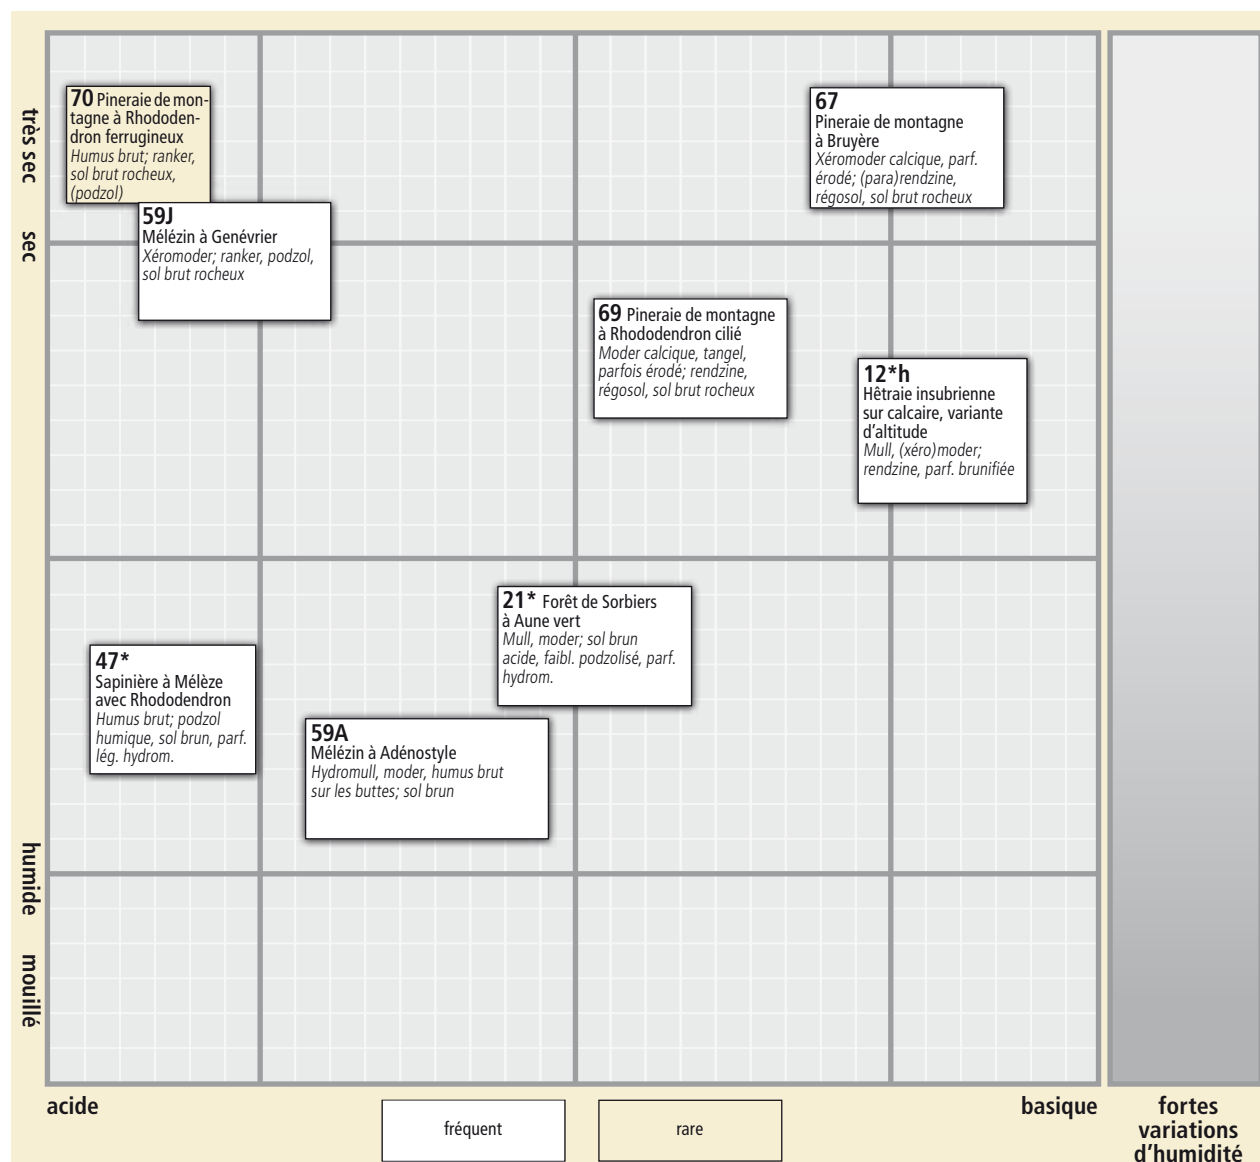 très sec
sec
humide
mouillé
70 Pineraie de mon-
tagne à Rhododen-
dron ferrugineux
Humus brut; ranker,
sol brut rocheux,
(podzol)
59J
Mélézin à Genévrier
Xéromoder; ranker, podzol,
sol brut rocheux
67
Pineraie de montagne
à Bruyère
Xéromoder calcique, parf.
érodé; (para)rendzine,
régosol, sol brut rocheux
69 Pineraie de montagne
à Rhododendron cilié
Moder calcique, tangel,
parfois érodé; rendzine,
régosol, sol brut rocheux
12*h
Hêtraie insubrienne
sur calcaire, variante
d'altitude
Mull, (xéro)moder;
rendzine, parf. brunifiée
21* Forêt de Sorbiers
à Aune vert
Mull, moder; sol brun
acide, faibl. podzolisé, parf.
hydrom.
47*
Sapinière à Mélèze
avec Rhododendron
Humus brut; podzol
humique, sol brun, parf.
lég. hydrom.
59A
Mélézin à Adénostyle
Hydromull, moder, humus brut
sur les buttes; sol brun
acide
basique
fortes
variations
d'humidité
fréquent
rare